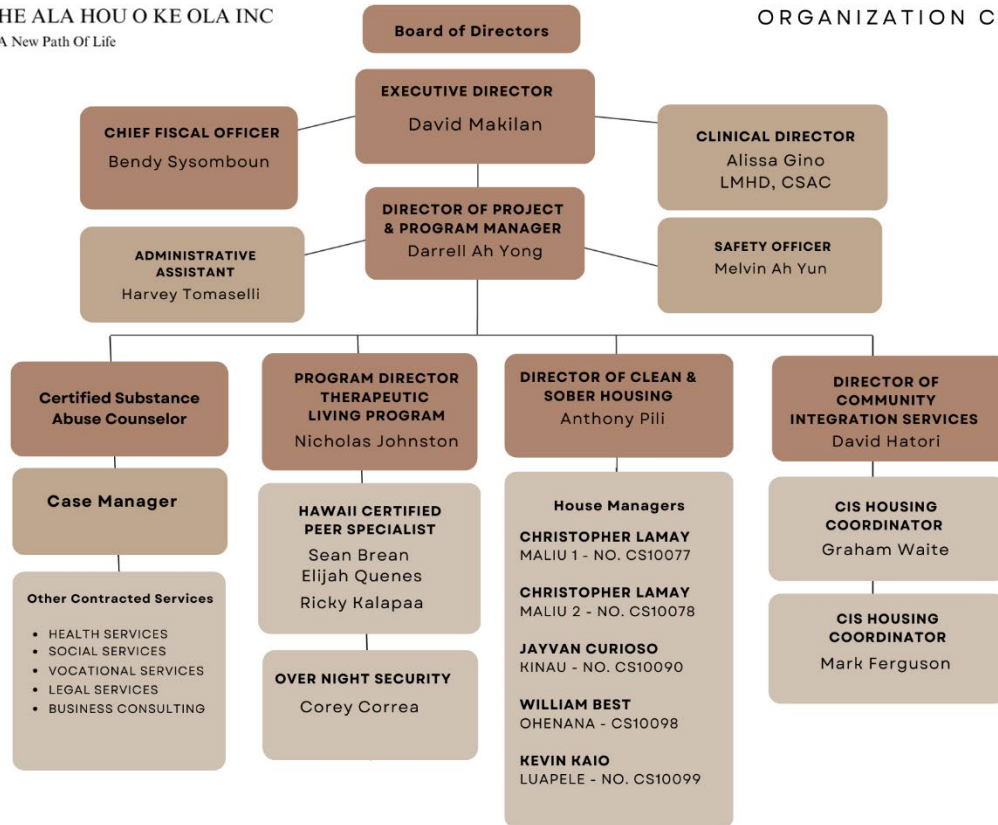 HE ALA HOU O KE OLA INC
A New Path Of Life
ORGANIZATION C
Board of Directors
EXECUTIVE DIRECTOR
David Makilan
CHIEF FISCAL OFFICER
Bendy Sysomboun
CLINICAL DIRECTOR
Alissa Gino
LMHD, CSAC
DIRECTOR OF PROJECT
& PROGRAM MANAGER
Darrell Ah Yong
ADMINISTRATIVE
ASSISTANT
Harvey Tomaselli
SAFETY OFFICER
Melvin Ah Yun
Certified Substance
Abuse Counselor
Case Manager
Other Contracted Services
• HEALTH SERVICES
• SOCIAL SERVICES
• VOCATIONAL SERVICES
• LEGAL SERVICES
• BUSINESS CONSULTING
PROGRAM DIRECTOR
THERAPEUTIC
LIVING PROGRAM
Nicholas Johnston
HAWAII CERTIFIED
PEER SPECIALIST
Sean Brean
Elijah Quenes
Ricky Kalapaa
OVER NIGHT SECURITY
Corey Correa
DIRECTOR OF CLEAN &
SOBER HOUSING
Anthony Pili
House Managers
CHRISTOPHER LAMAY
MALIU 1 - NO. CS10077
CHRISTOPHER LAMAY
MALIU 2 - NO. CS10078
JAYVAN CURIOSO
KINAU - NO. CS10090
WILLIAM BEST
OHENANA - CS10098
KEVIN KAIO
LUAPELE - NO. CS10099
DIRECTOR OF
COMMUNITY
INTEGRATION SERVICES
David Hatori
CIS HOUSING
COORDINATOR
Graham Waite
CIS HOUSING
COORDINATOR
Mark Ferguson